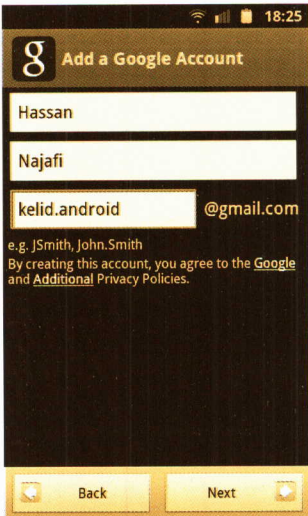 18:25
g Add a Google Account
Hassan
Najafi
kelid.android @gmail.com
e.g. JSmith, John.Smith
By creating this account, you agree to the Google
and Additional Privacy Policies.
Back Next